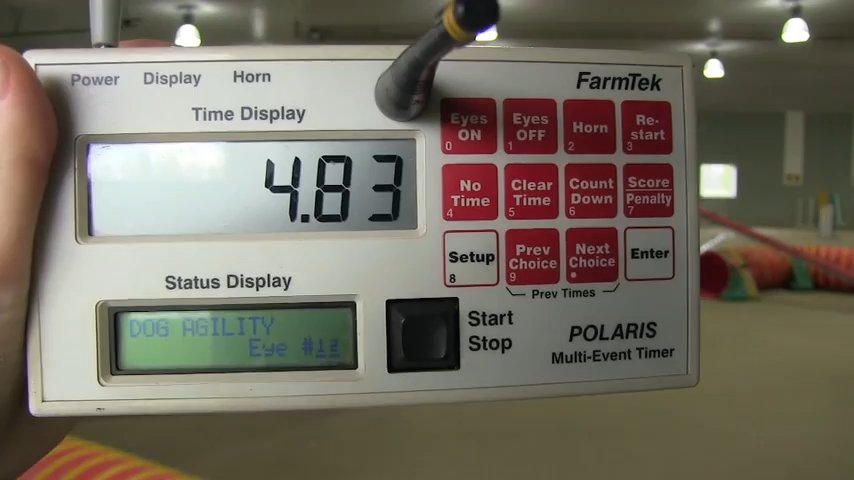 Power Display Horn
FarmTek
Time Display
4.83
Eyes ON 0
Eyes OFF 1
Horn 2
Re-start 3
No Time 4
Clear Time 5
Count Down 6
Score Penalty 7
Setup 8
Prev Choice 9
Next Choice •
Enter
Prev Times
Status Display
DOG AGILITY
Eye #12
Start
Stop
POLARIS
Multi-Event Timer